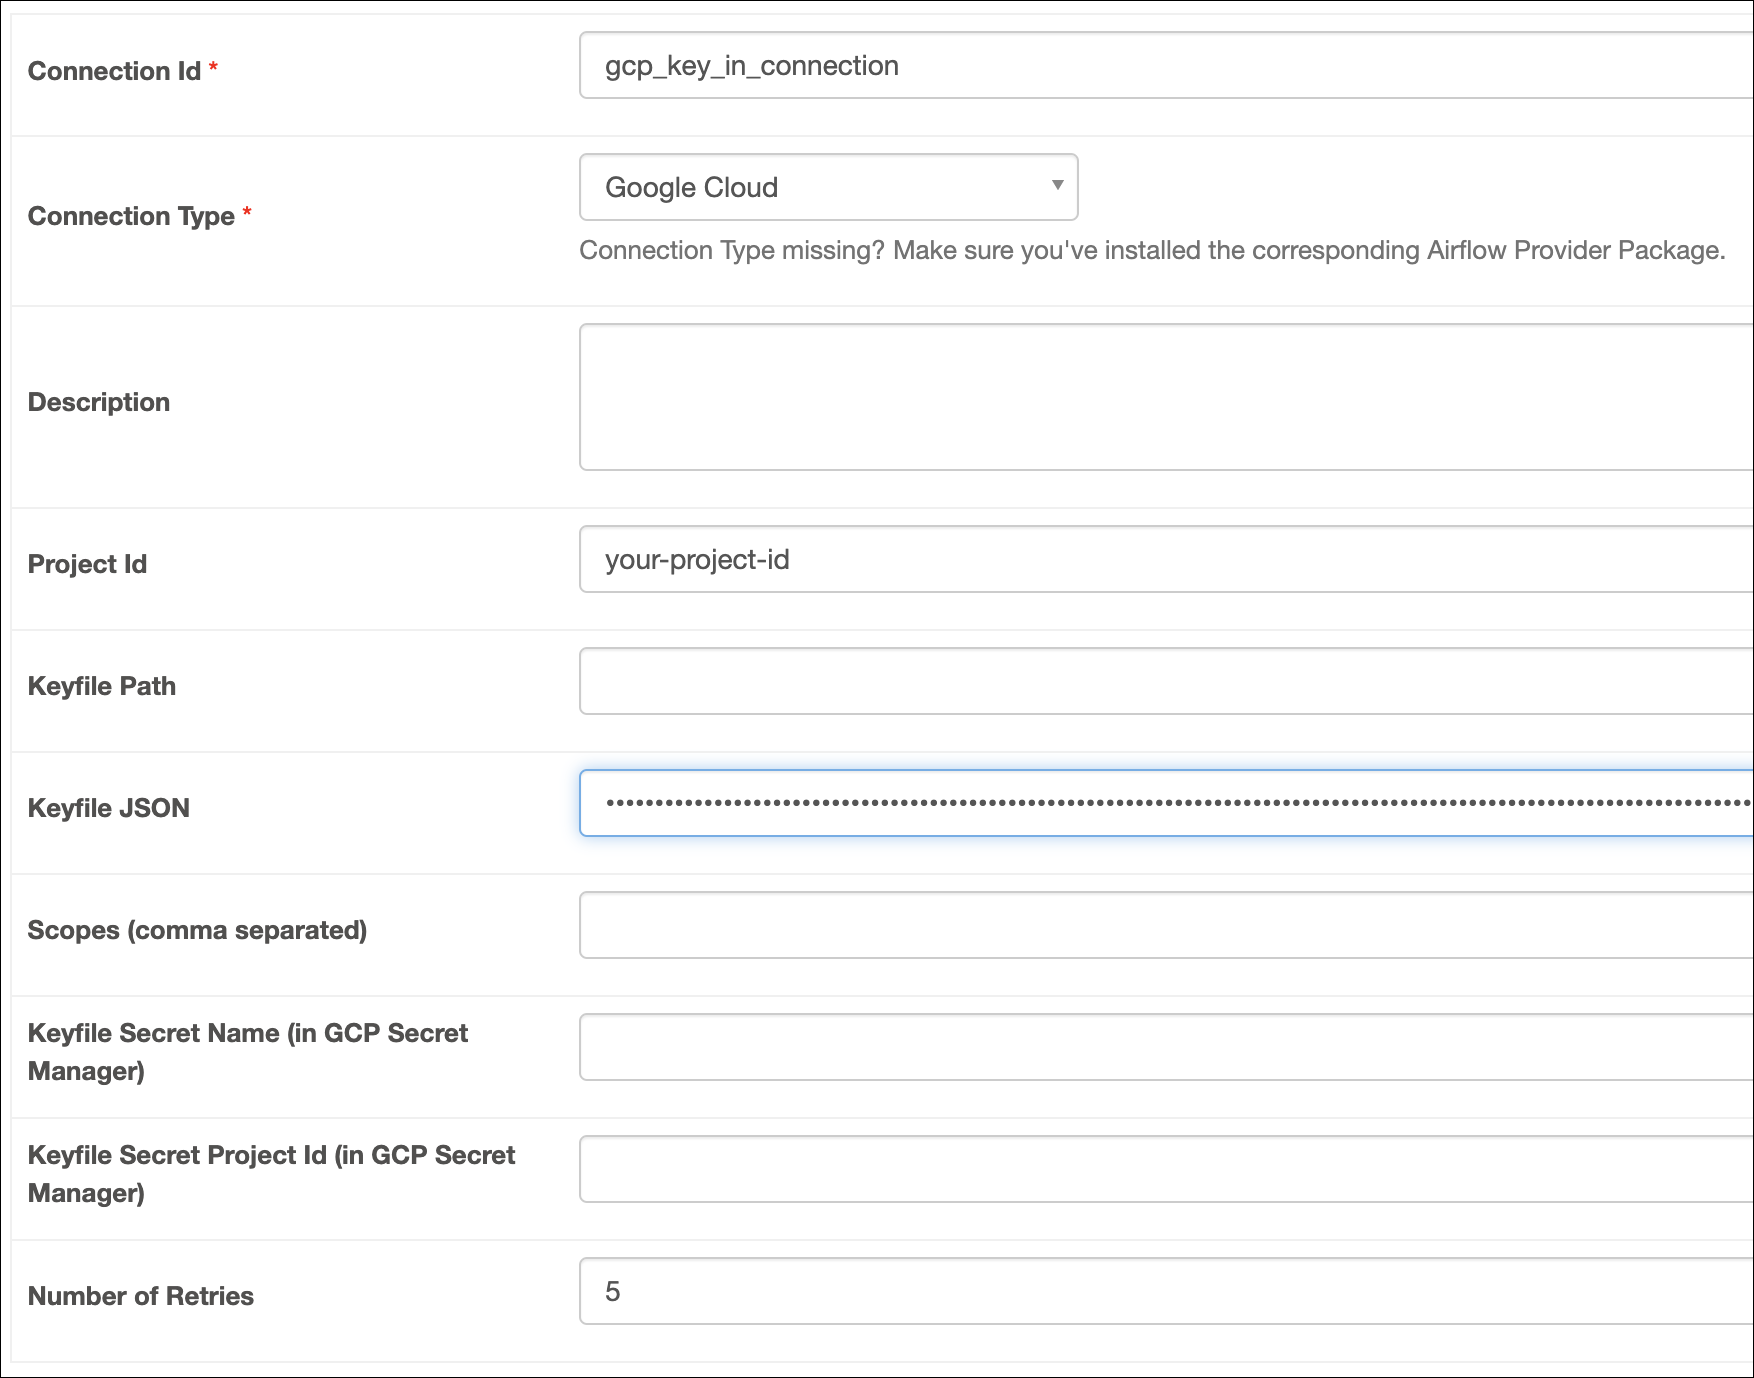 Connection Id *
gcp_key_in_connection
Google Cloud
Connection Type *
Connection Type missing? Make sure you've installed the corresponding Airflow Provider Package.
Description
Project Id
your-project-id
Keyfile Path
Keyfile JSON
Scopes (comma separated)
Keyfile Secret Name (in GCP Secret
Manager)
Keyfile Secret Project Id (in GCP Secret
Manager)
Number of Retries
5